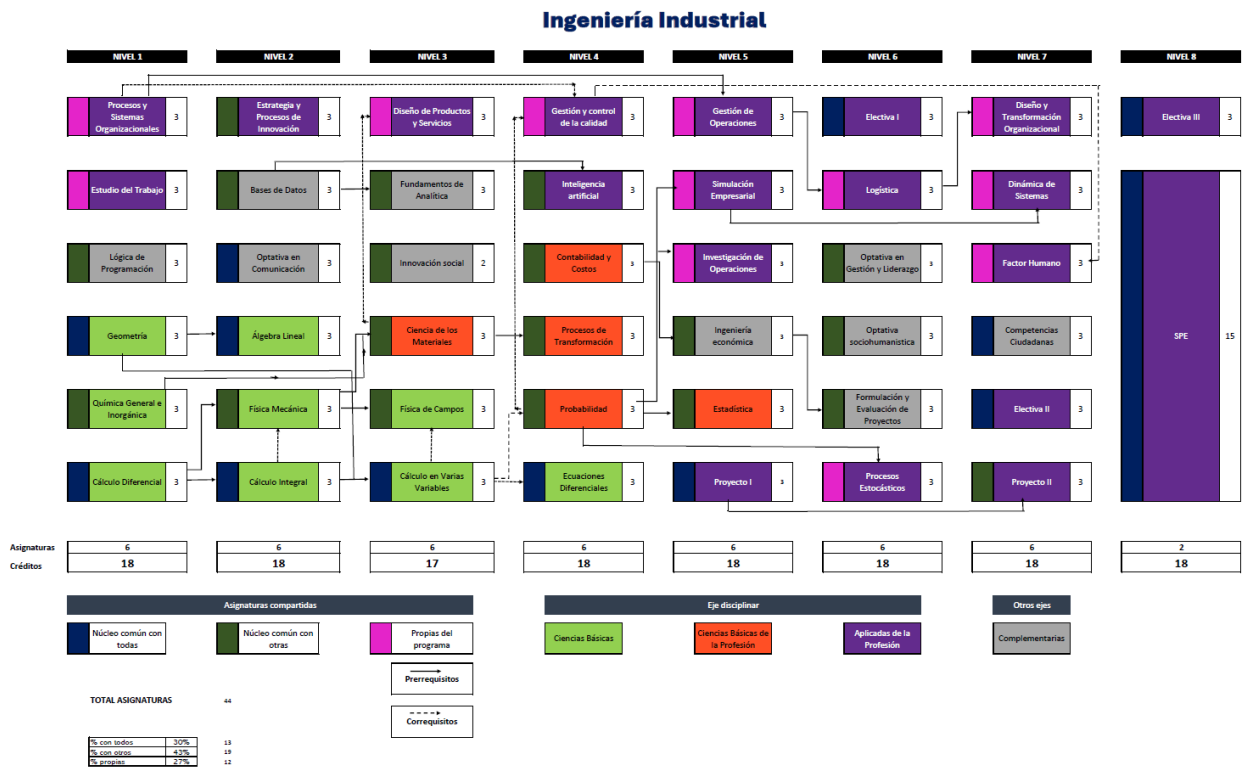 Ingeniería Industrial
NIVEL 1
NIVEL 2
NIVEL 3
NIVEL 4
NIVEL 5
NIVEL 6
NIVEL 7
NIVEL 8
Procesos y
Sistemas
Organizacionales
3
Estrategia y
Procesos de
Innovación
3
Diseño de Productos
y Servicios
3
Gestión y control
de la calidad
3
Gestión de
Operaciones
3
Electiva I
3
Diseño y
Transformación
Organizacional
3
Electiva III
3
Estudio del Trabajo
3
Bases de Datos
3
Fundamentos de
Analítica
3
Inteligencia
artificial
3
Simulación
Empresarial
3
Logística
3
Dinámica de
Sistemas
3
SPE
15
Lógica de
Programación
3
Optativa en
Comunicación
3
Innovación social
2
Contabilidad y
Costos
3
Investigación de
Operaciones
3
Optativa en
Gestión y Liderazgo
3
Factor Humano
3
Geometría
3
Álgebra Lineal
3
Ciencia de los
Materiales
3
Procesos de
Transformación
3
Ingeniería
económica
3
Optativa
sociohumanistica
3
Competencias
Ciudadanas
3
Química General e
Inorgánica
3
Física Mecánica
3
Física de Campos
3
Probabilidad
3
Estadística
3
Formulación y
Evaluación de
Proyectos
3
Electiva II
3
Cálculo Diferencial
3
Cálculo Integral
3
Cálculo en Varias
Variables
3
Ecuaciones
Diferenciales
3
Proyecto I
3
Procesos
Estocásticos
3
Proyecto II
3
Asignaturas
6
6
6
6
6
6
6
2
Créditos
18
18
17
18
18
18
18
18
Asignaturas compartidas
Eje disciplinar
Otros ejes
Núcleo común con
todas
Núcleo común con
otras
Propias del
programa
Ciencias Básicas
Ciencias Básicas de
la Profesión
Aplicadas de la
Profesión
Complementarias
Prerrequisitos
Correquisitos
TOTAL ASIGNATURAS 44
% con todos 30% 13
% con otros 43% 19
% propias 27% 12